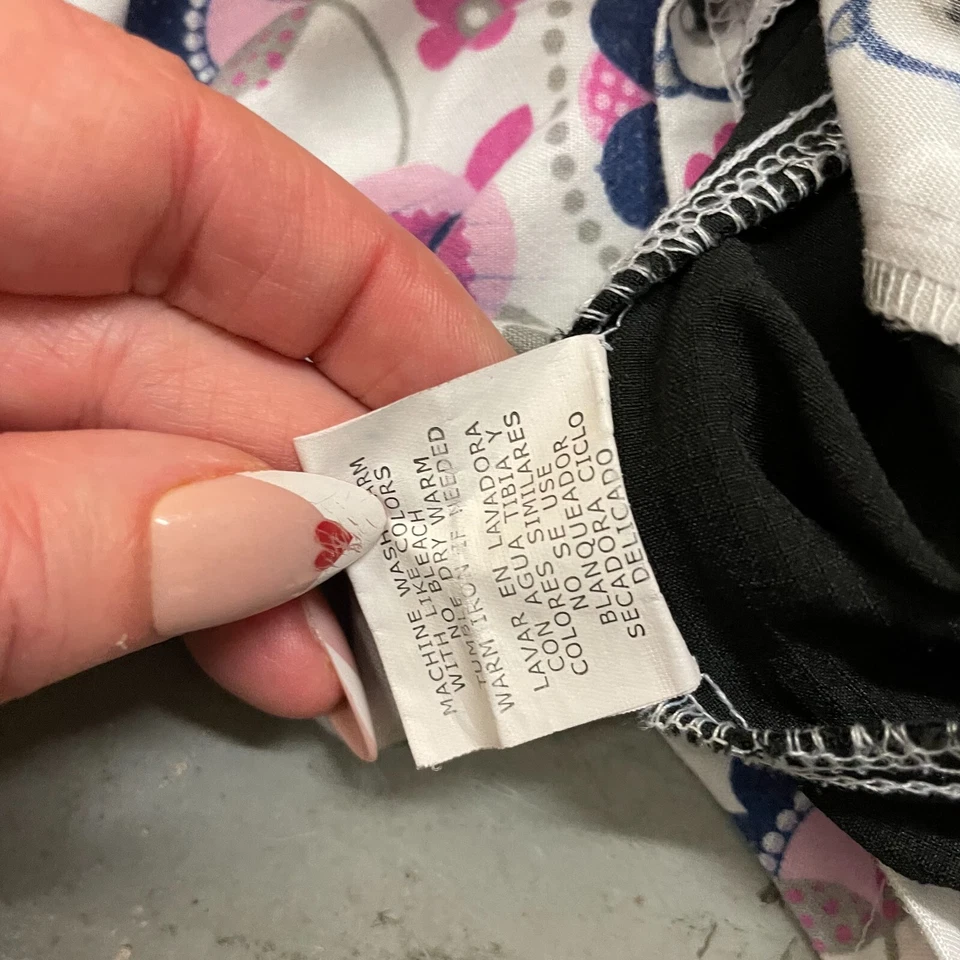 MACHINE WASH WARM
WITH LIKE COLORS
NO BLEACH
TUMBLE DRY WARM
WARM IRON IF NEEDED
LAVAR EN LAVADORA
CON AGUA TIBIA Y
COLORES SIMILARES
NO SE USE
BLANQUEADOR
SECADORA CICLO
DELICADO